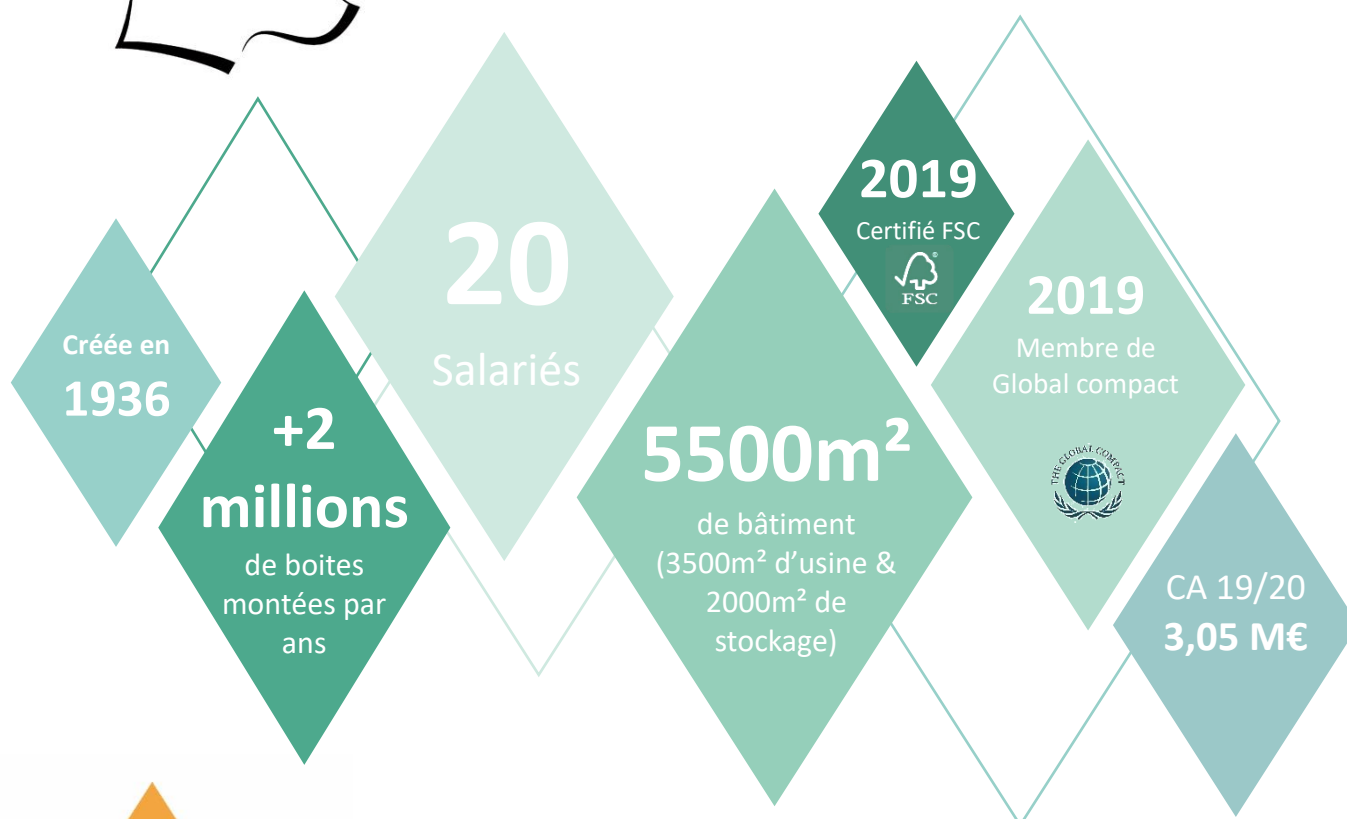 Créée en
1936
+2
millions
de boites
montées par
ans
20
Salariés
5500m²
de bâtiment
(3500m² d’usine &
2000m² de
stockage)
2019
Certifié FSC
®
FSC
2019
Membre de
Global compact
THE GLOBAL COMPACT
CA 19/20
3,05 M€